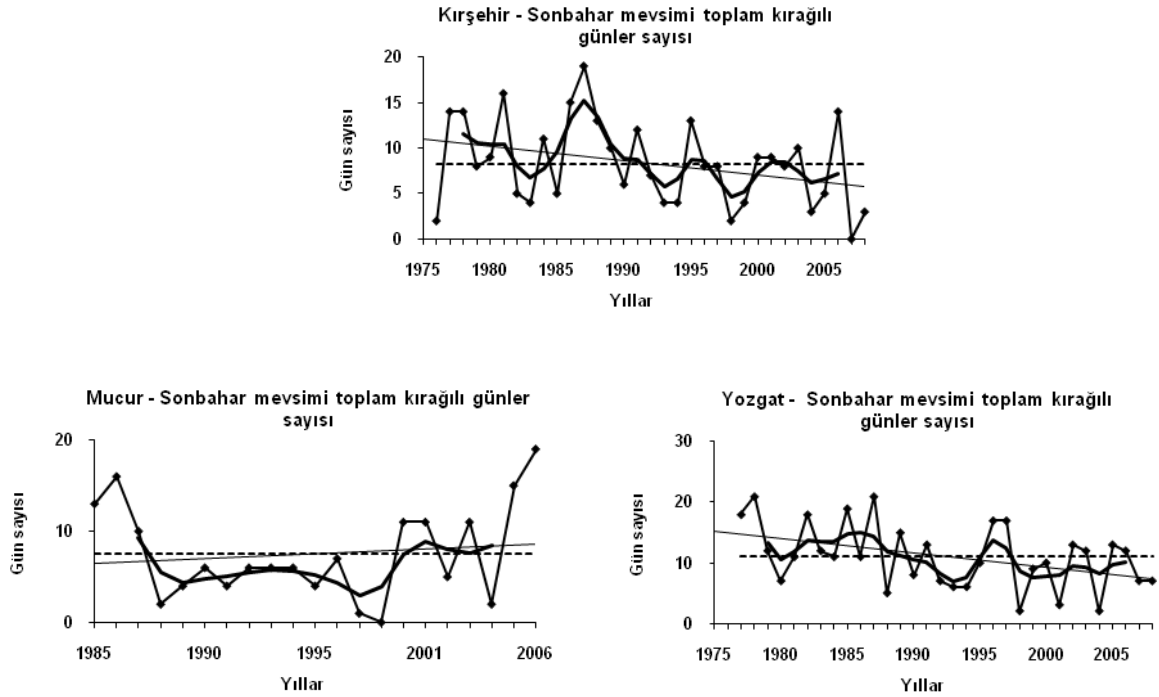 Kırşehir - Sonbahar mevsimi toplam kırağılı
günler sayısı
Gün sayısı
20
15
10
5
0
1975 1980 1985 1990 1995 2000 2005
Yıllar
Mucur - Sonbahar mevsimi toplam kırağılı günler
sayısı
Gün sayısı
20
10
0
1985 1990 1995 2001 2006
Yıllar
Yozgat - Sonbahar mevsimi toplam kırağılı
günler sayısı
Gün sayısı
30
20
10
0
1975 1980 1985 1990 1995 2000 2005
Yıllar